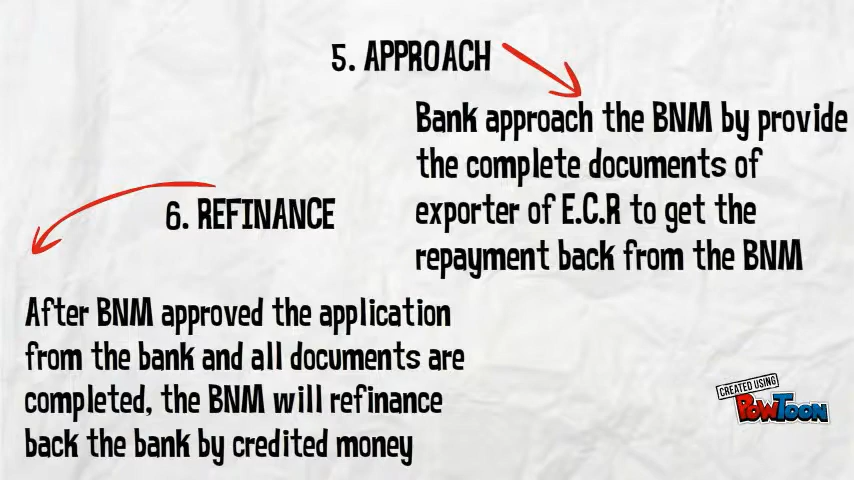 5. APPROACH
Bank approach the BNM by provide
the complete documents of
exporter of E.C.R to get the
repayment back from the BNM
6. REFINANCE
After BNM approved the application
from the bank and all documents are
completed, the BNM will refinance
back the bank by credited money
CREATED USING
POWTOON